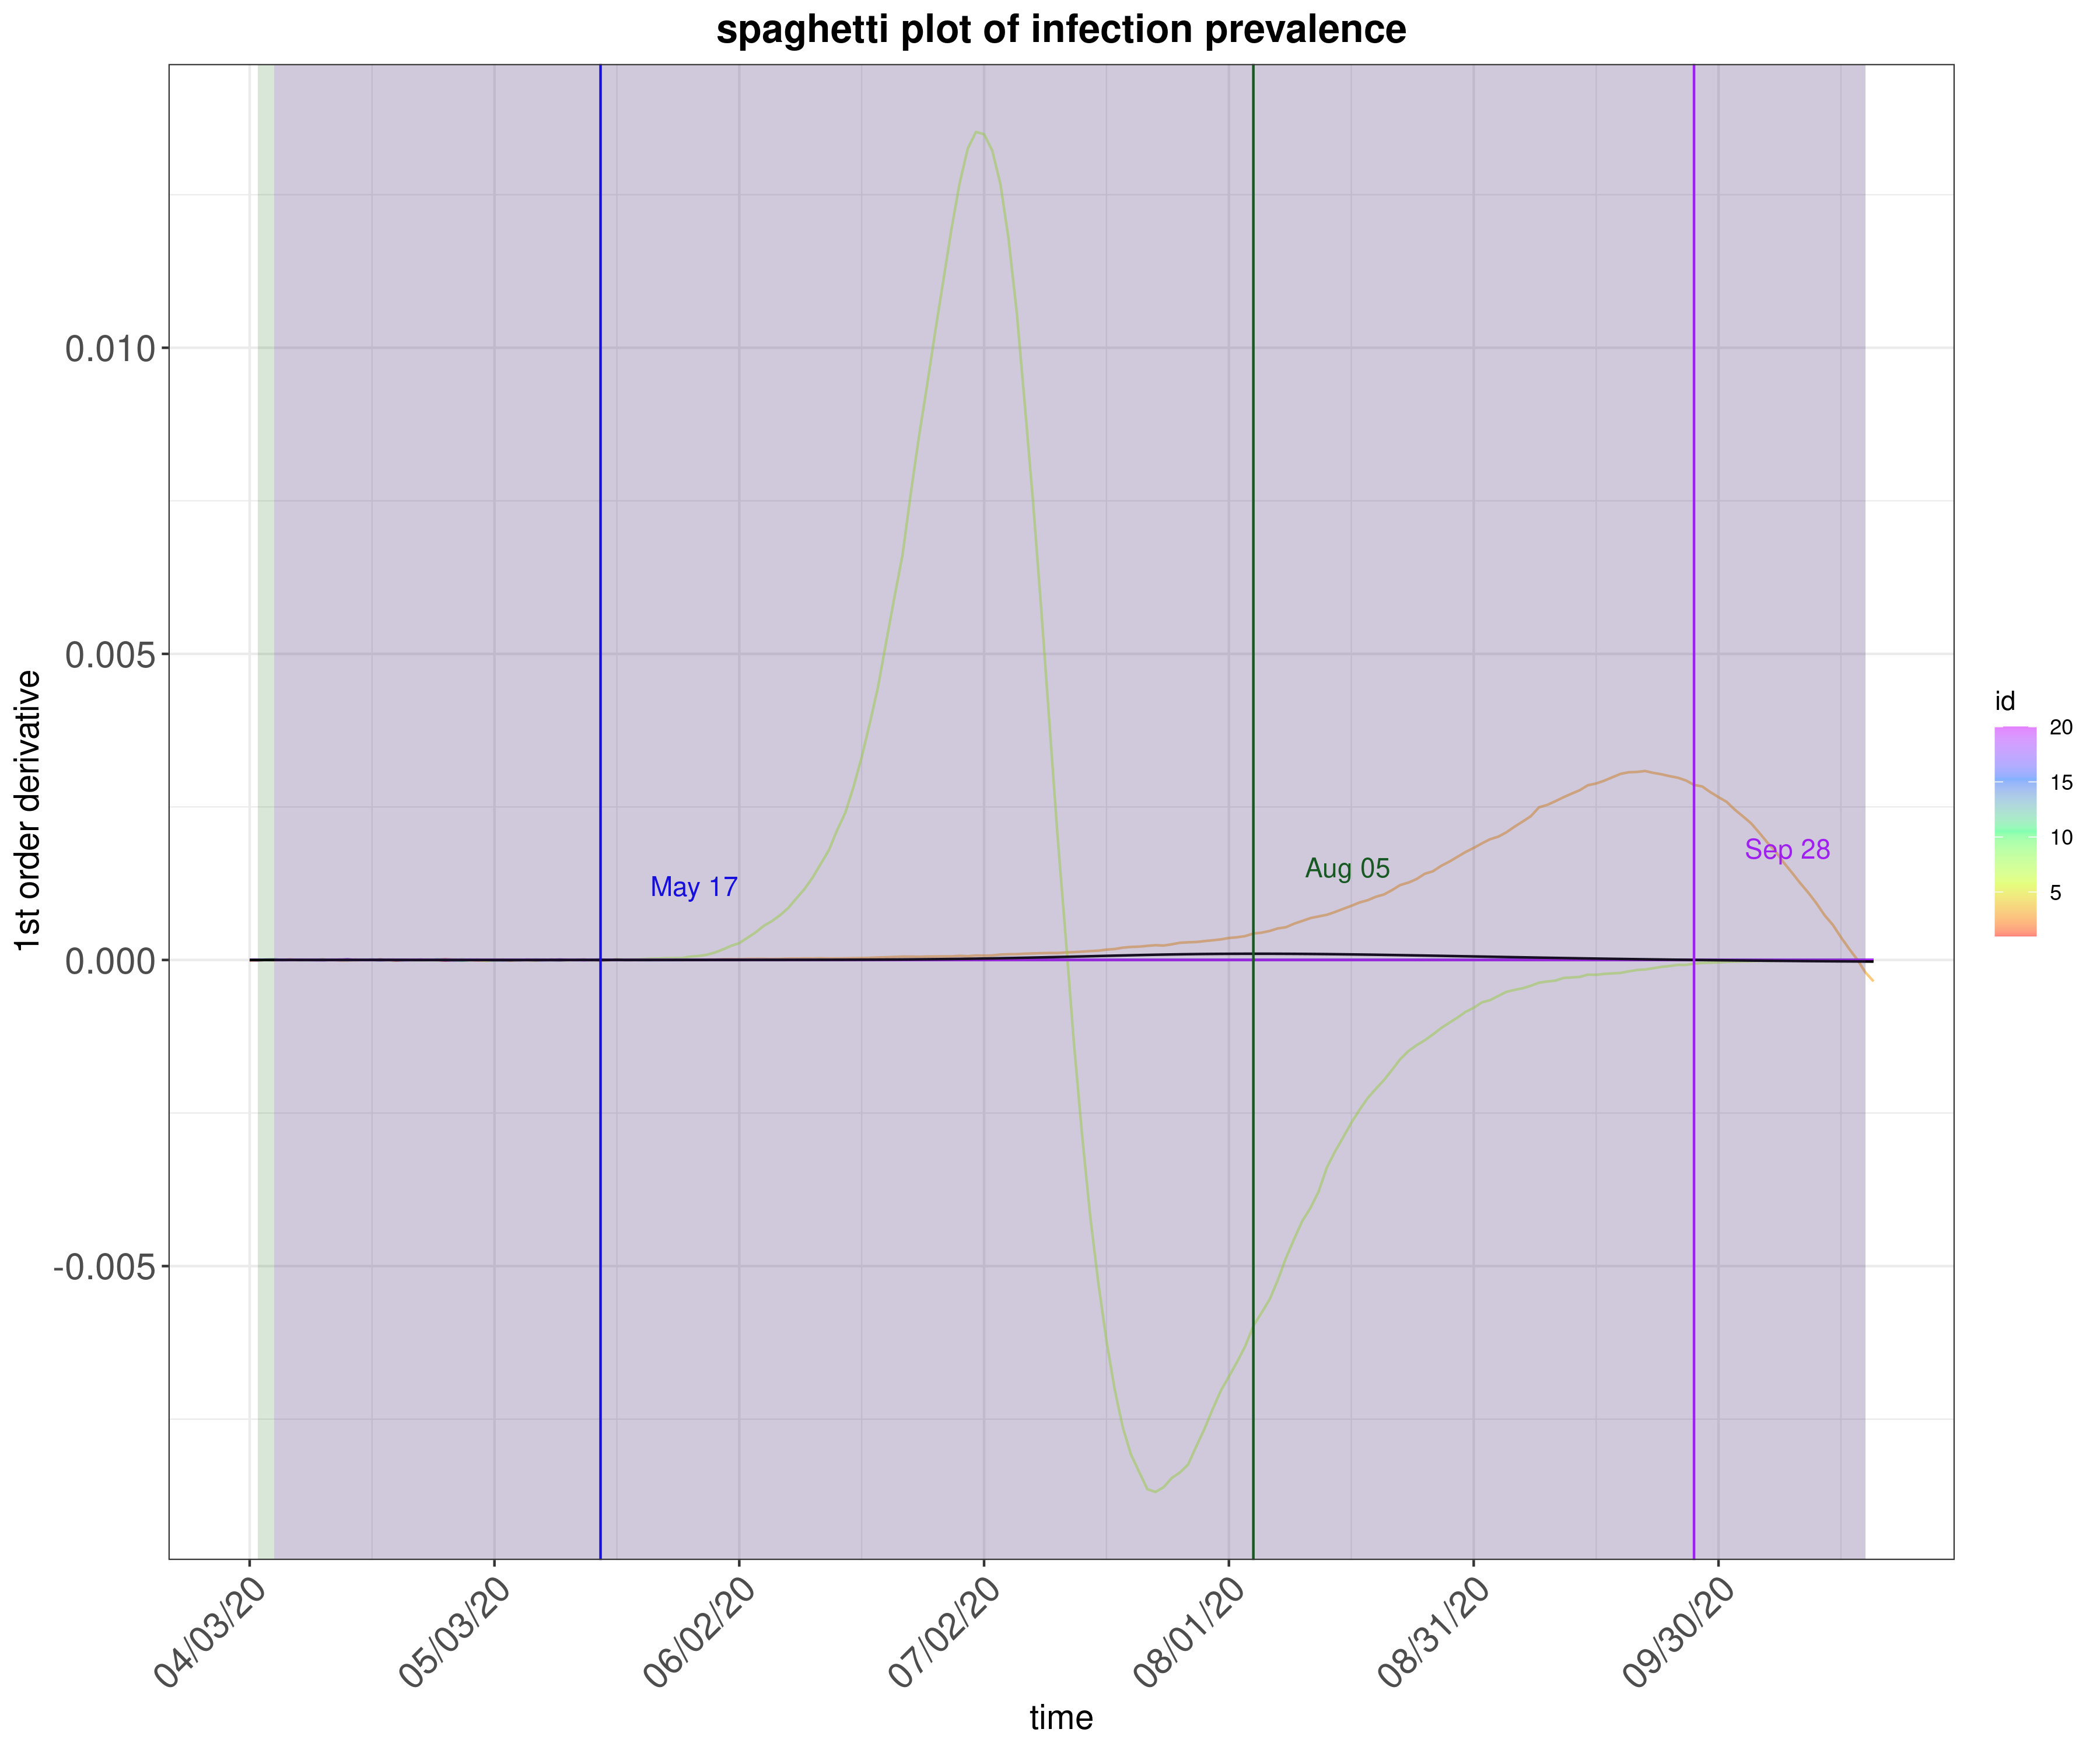 spaghetti plot of infection prevalence
1st order derivative
0.010
0.005
0.000
-0.005
May 17
Aug 05
Sep 28
id
20
15
10
5
04/03/20
05/03/20
06/02/20
07/02/20
08/01/20
08/31/20
09/30/20
time